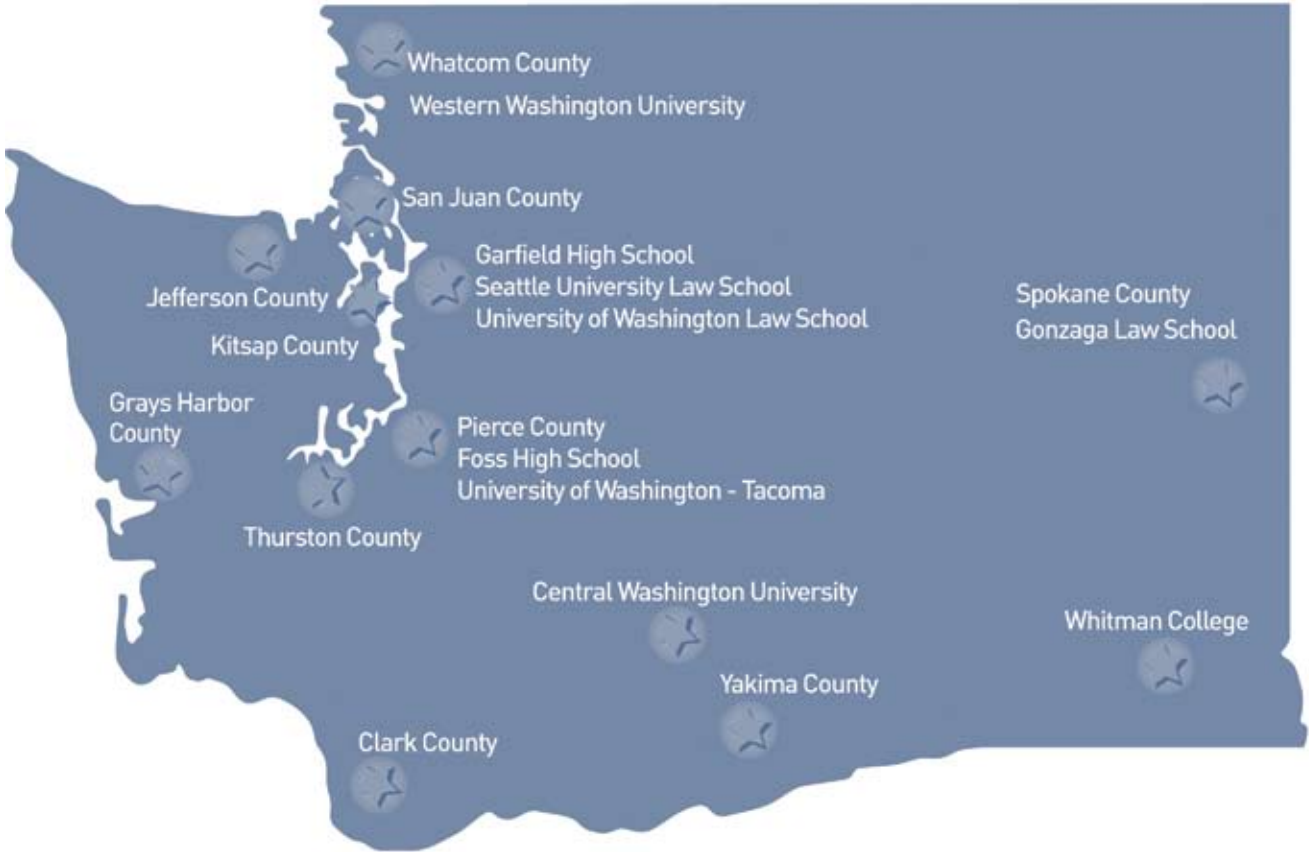 Whatcom County
Western Washington University
San Juan County
Garfield High School
Seattle University Law School
University of Washington Law School
Jefferson County
Kitsap County
Spokane County
Gonzaga Law School
Grays Harbor
County
Pierce County
Foss High School
University of Washington - Tacoma
Thurston County
Central Washington University
Whitman College
Yakima County
Clark County